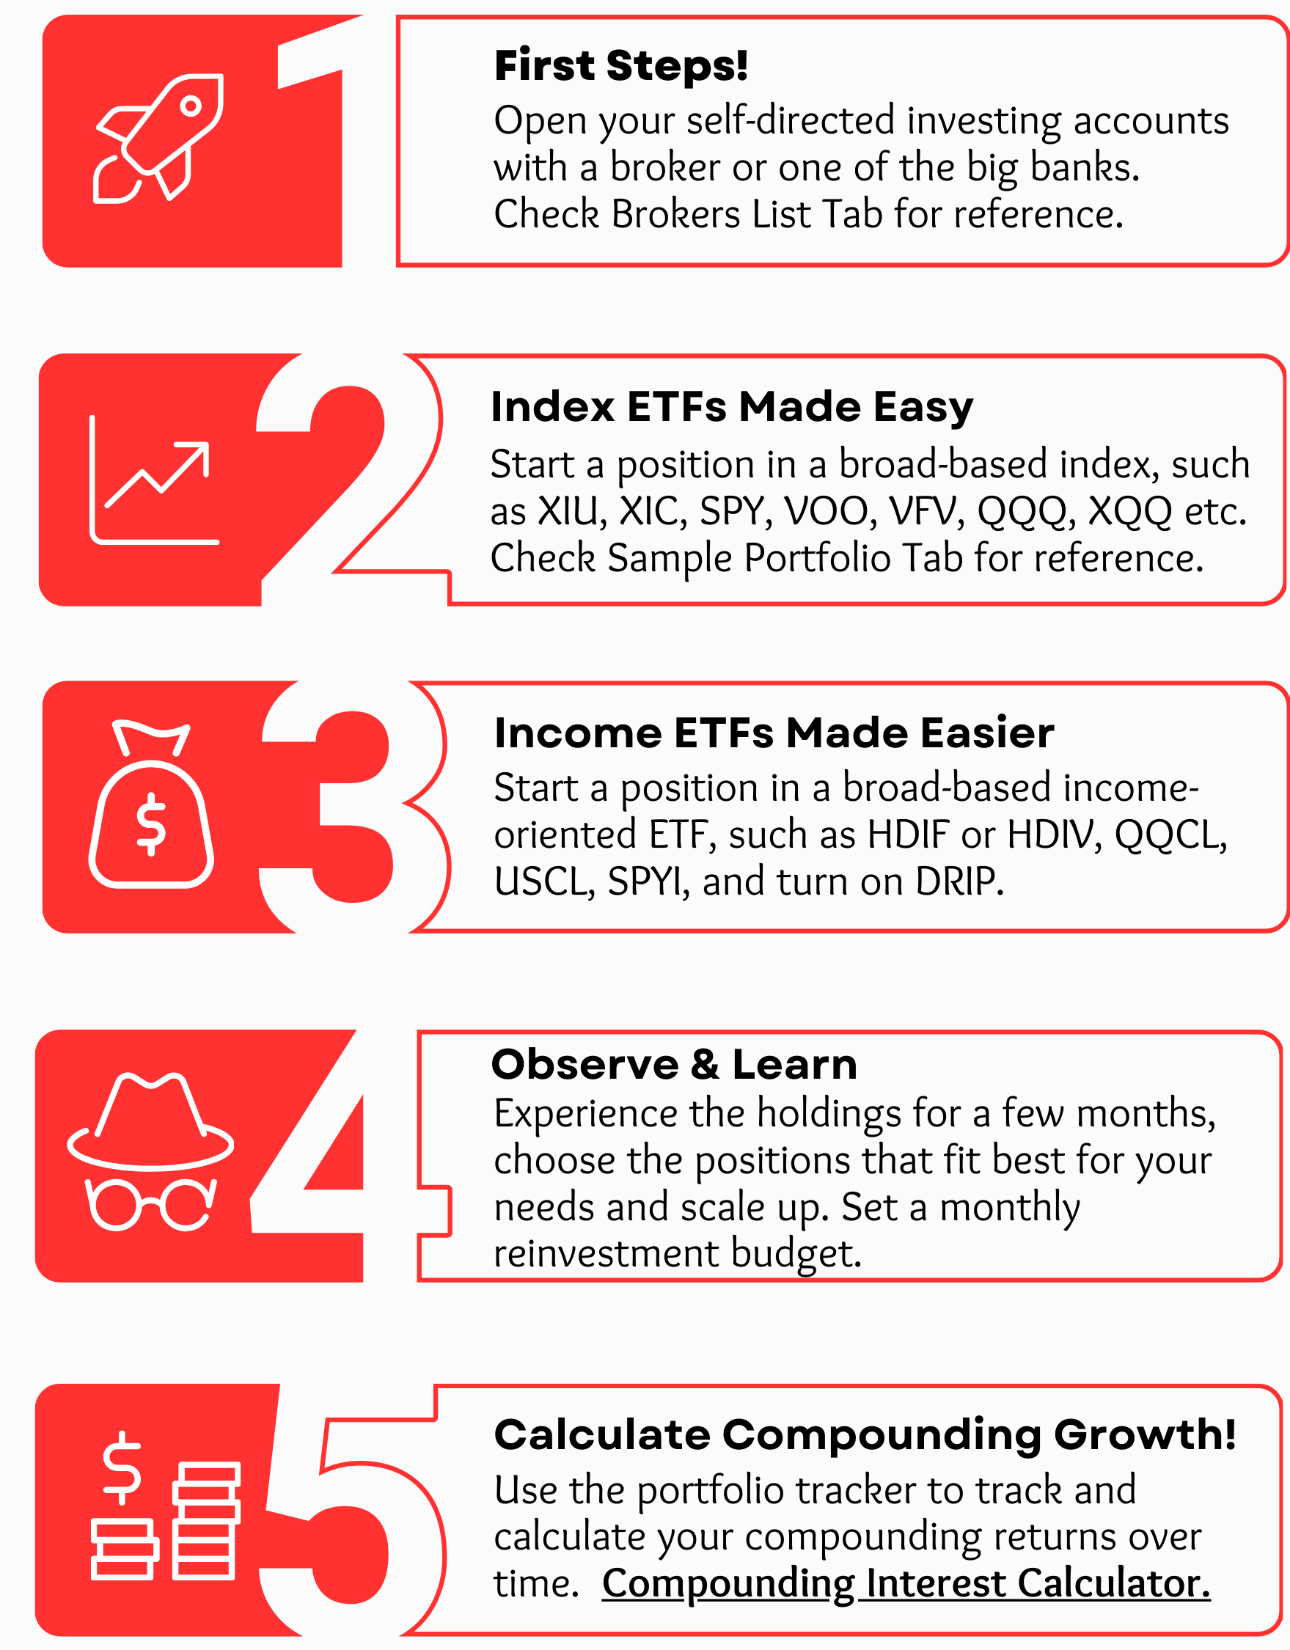 1
First Steps!
Open your self-directed investing accounts
with a broker or one of the big banks.
Check Brokers List Tab for reference.
2
Index ETFs Made Easy
Start a position in a broad-based index, such
as XIU, XIC, SPY, VOO, VFV, QQQ, XQQ etc.
Check Sample Portfolio Tab for reference.
$
3
Income ETFs Made Easier
Start a position in a broad-based income-
oriented ETF, such as HDIF or HDIV, QQCL,
USCL, SPYI, and turn on DRIP.
4
Observe & Learn
Experience the holdings for a few months,
choose the positions that fit best for your
needs and scale up. Set a monthly
reinvestment budget.
$
5
Calculate Compounding Growth!
Use the portfolio tracker to track and
calculate your compounding returns over
time. Compounding Interest Calculator.